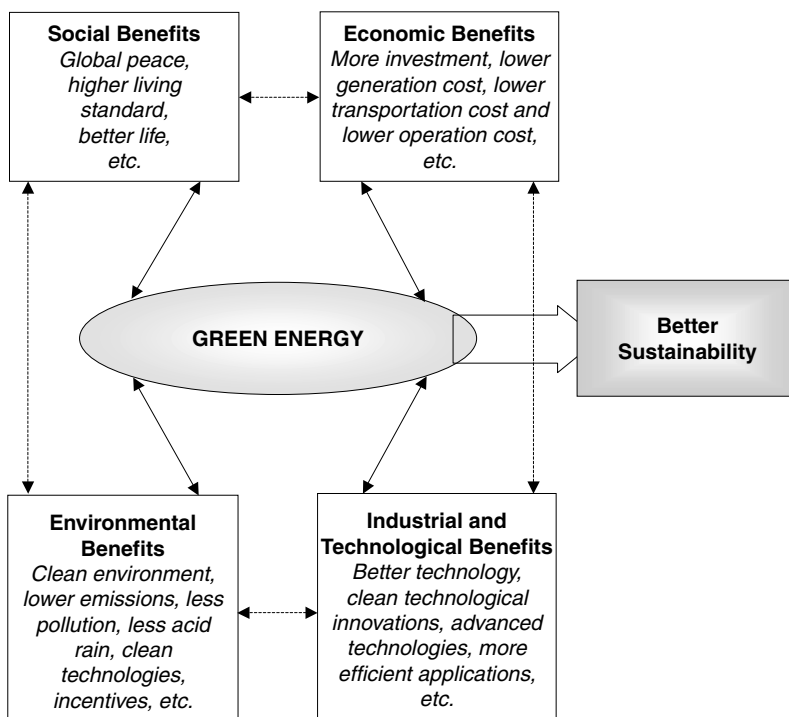 Social Benefits
Global peace,
higher living
standard,
better life,
etc.
Economic Benefits
More investment, lower
generation cost, lower
transportation cost and
lower operation cost,
etc.
GREEN ENERGY
Better
Sustainability
Environmental
Benefits
Clean environment,
lower emissions, less
pollution, less acid
rain, clean
technologies,
incentives, etc.
Industrial and
Technological Benefits
Better technology,
clean technological
innovations, advanced
technologies, more
efficient applications,
etc.